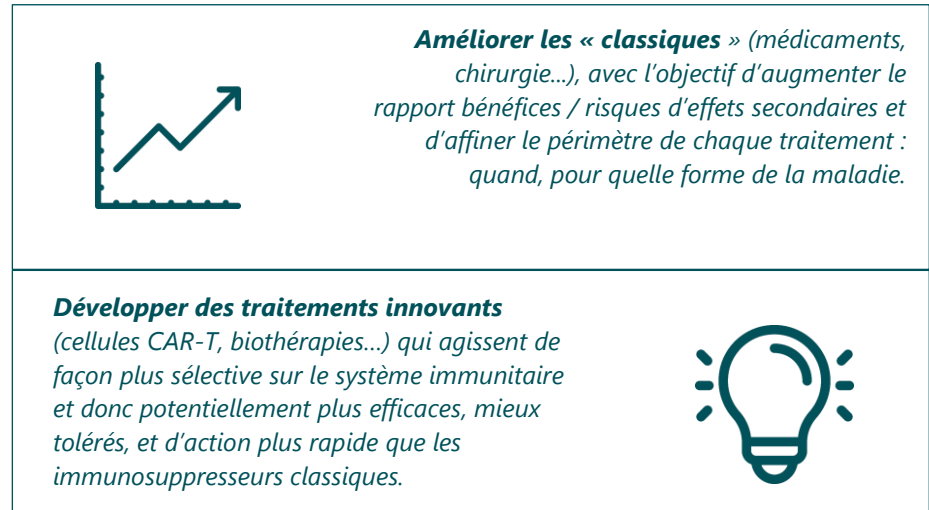 Améliorer les « classiques » (médicaments,
chirurgie...), avec l’objectif d’augmenter le
rapport bénéfices / risques d’effets secondaires et
d’affiner le périmètre de chaque traitement :
quand, pour quelle forme de la maladie.
Développer des traitements innovants
(cellules CAR-T, biothérapies...) qui agissent de
façon plus sélective sur le système immunitaire
et donc potentiellement plus efficaces, mieux
tolérés, et d’action plus rapide que les
immunosuppresseurs classiques.